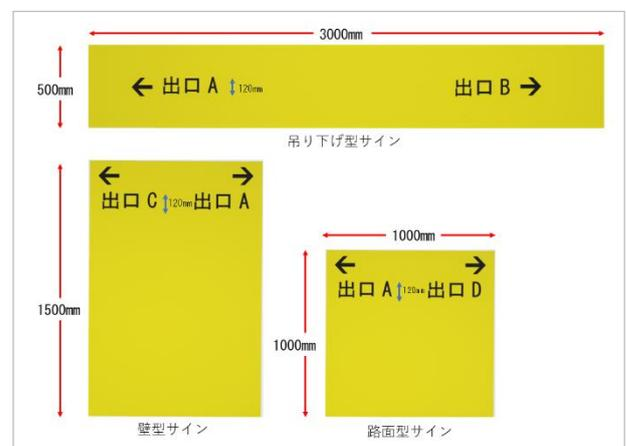 3000mm
500mm
← 出口 A 120mm
出口 B →
吊り下げ型サイン
← →
出口 C 120mm 出口 A
1500mm
壁型サイン
1000mm
← →
出口 A 120mm 出口 D
1000mm
路面型サイン